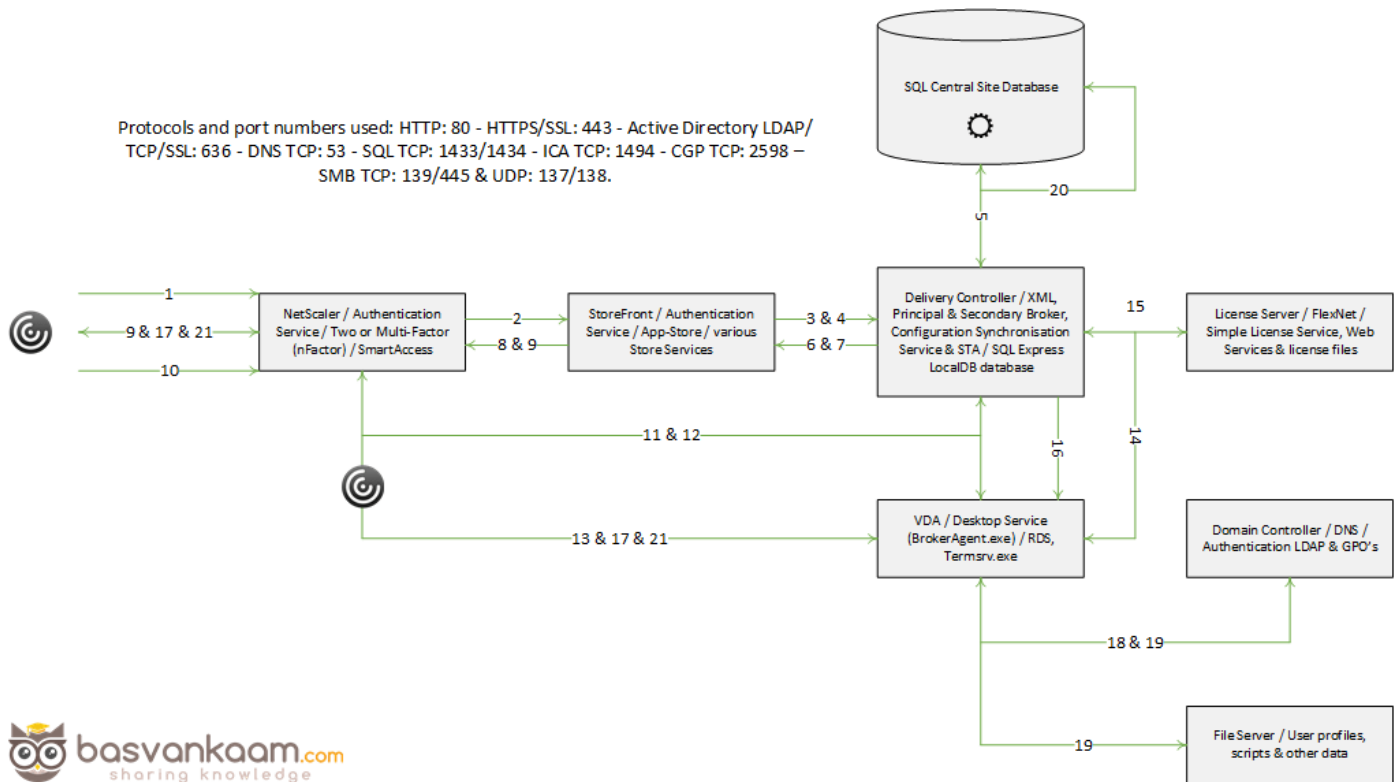 SQL Central Site Database
Protocols and port numbers used: HTTP: 80 - HTTPS/SSL: 443 - Active Directory LDAP/
TCP/SSL: 636 - DNS TCP: 53 - SQL TCP: 1433/1434 - ICA TCP: 1494 - CGP TCP: 2598 –
SMB TCP: 139/445 & UDP: 137/138.
20
5
1
9 & 17 & 21
10
NetScaler / Authentication
Service / Two or Multi-Factor
(nFactor) / SmartAccess
2
8 & 9
StoreFront / Authentication
Service / App-Store / various
Store Services
3 & 4
6 & 7
Delivery Controller / XML,
Principal & Secondary Broker,
Configuration Synchronisation
Service & STA / SQL Express
LocalDB database
15
License Server / FlexNet /
Simple License Service, Web
Services & license files
11 & 12
16
14
13 & 17 & 21
VDA / Desktop Service
(BrokerAgent.exe) / RDS,
Termsrv.exe
Domain Controller / DNS /
Authentication LDAP & GPO's
18 & 19
19
File Server / User profiles,
scripts & other data
basvankaam.com
sharing knowledge